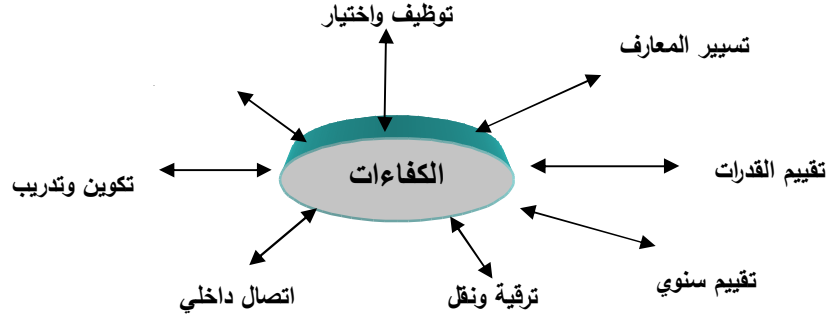 توظيف واختيار
تسيير المعارف
الكفاءات
تقييم القدرات
تكوين وتدريب
تقييم سنوي
ترقية ونقل
اتصال داخلي